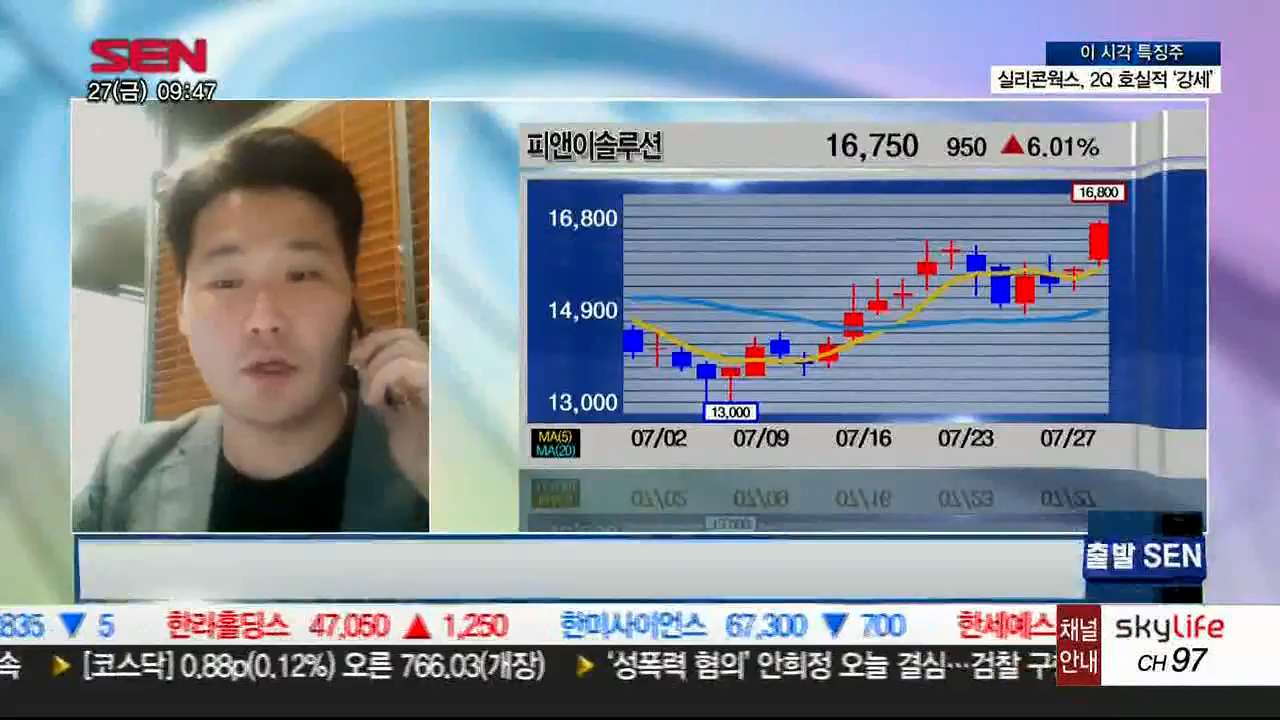 SEN
27(금) 09:47
이 시각 특징주
실리콘웍스, 2Q 호실적 ‘강세’
피앤이솔루션 16,750 950 ▲6.01%
16,800
16,800
14,900
13,000
13,000
MA(5)
MA(20)
07/02 07/09 07/16 07/23 07/27
출발 SEN
835 ▼ 5 한라홀딩스 47,050 ▲ 1,250 한미사이언스 67,300 ▼ 700 한세예스
채널
안내
skylife
CH 97
속 ▶ [코스닥] 0.88p(0.12%) 오른 766.03(개장) ▶ ‘성폭력 혐의’ 안희정 오늘 결심…검찰 구